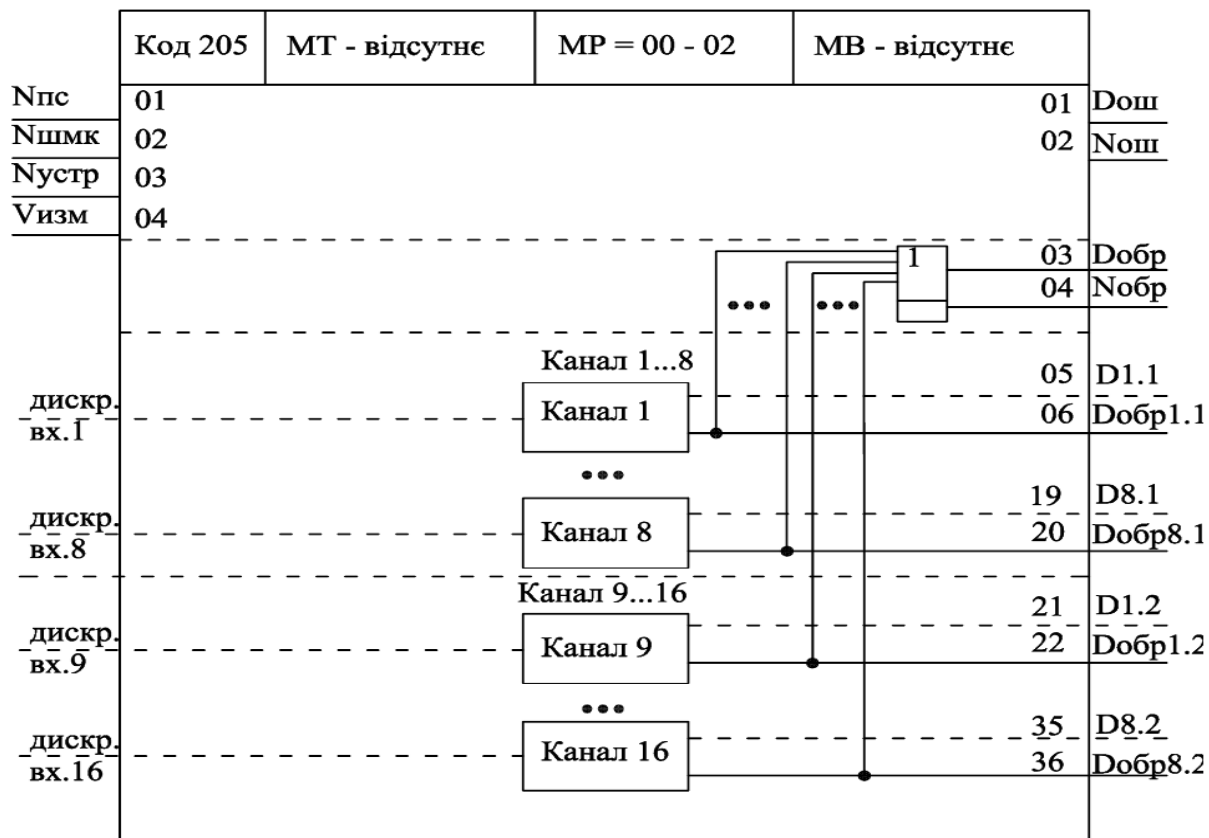 Код 205 МТ - відсутнє МР = 00 - 02 МВ - відсутнє
Nпс 01 01 Dош
Nшмк 02 02 Nош
Nустр 03
Vизм 04
1 03 Dобр
04 Nобр
Канал 1...8
05 D1.1
дискр. Канал 1 06 Dобр1.1
вх.1
19 D8.1
дискр. Канал 8 20 Dобр8.1
вх.8
Канал 9...16
21 D1.2
дискр. Канал 9 22 Dобр1.2
вх.9
35 D8.2
дискр. Канал 16 36 Dобр8.2
вх.16